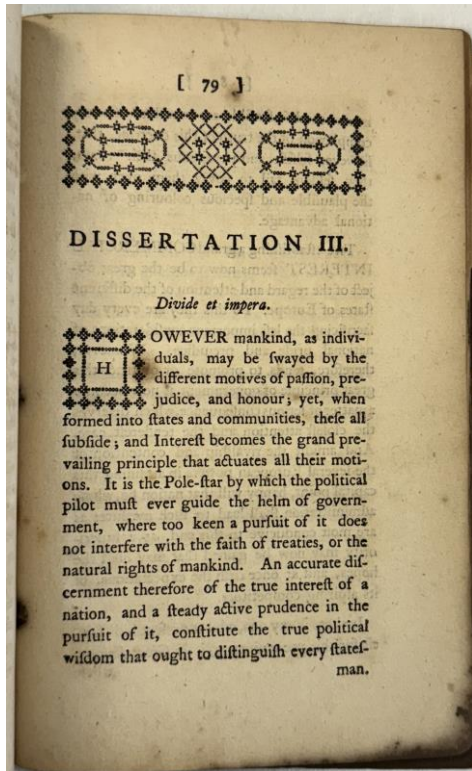 [ 79 ]
DISSERTATION III.
Divide et impera.
HOWEVER mankind, as indivi-
duals, may be swayed by the
different motives of paſſion, pre-
judice, and honour; yet, when
formed into ſtates and communities, theſe all
ſubſide; and Intereſt becomes the grand pre-
vailing principle that actuates all their moti-
ons. It is the Pole-ſtar by which the political
pilot muſt ever guide the helm of govern-
ment, where too keen a purſuit of it does
not interfere with the faith of treaties, or the
natural rights of mankind. An accurate diſ-
cernment therefore of the true intereſt of a
nation, and a ſteady active prudence in the
purſuit of it, conſtitute the true political
wiſdom that ought to diſtinguiſh every ſtateſ-
man.